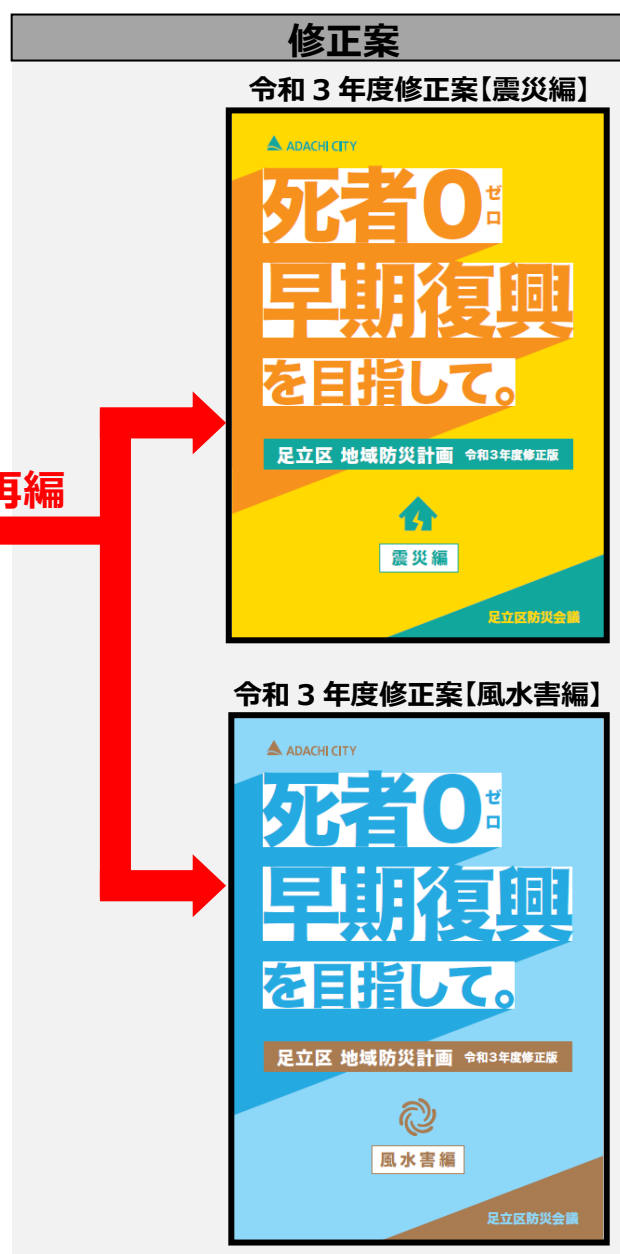 修正案
令和３年度修正案【震災編】
ADACHI CITY
死者0ゼロ
早期復興
を目指して。
足立区 地域防災計画 令和3年度修正版
震災編
足立区防災会議
再編
令和３年度修正案【風水害編】
ADACHI CITY
死者0ゼロ
早期復興
を目指して。
足立区 地域防災計画 令和3年度修正版
風水害編
足立区防災会議